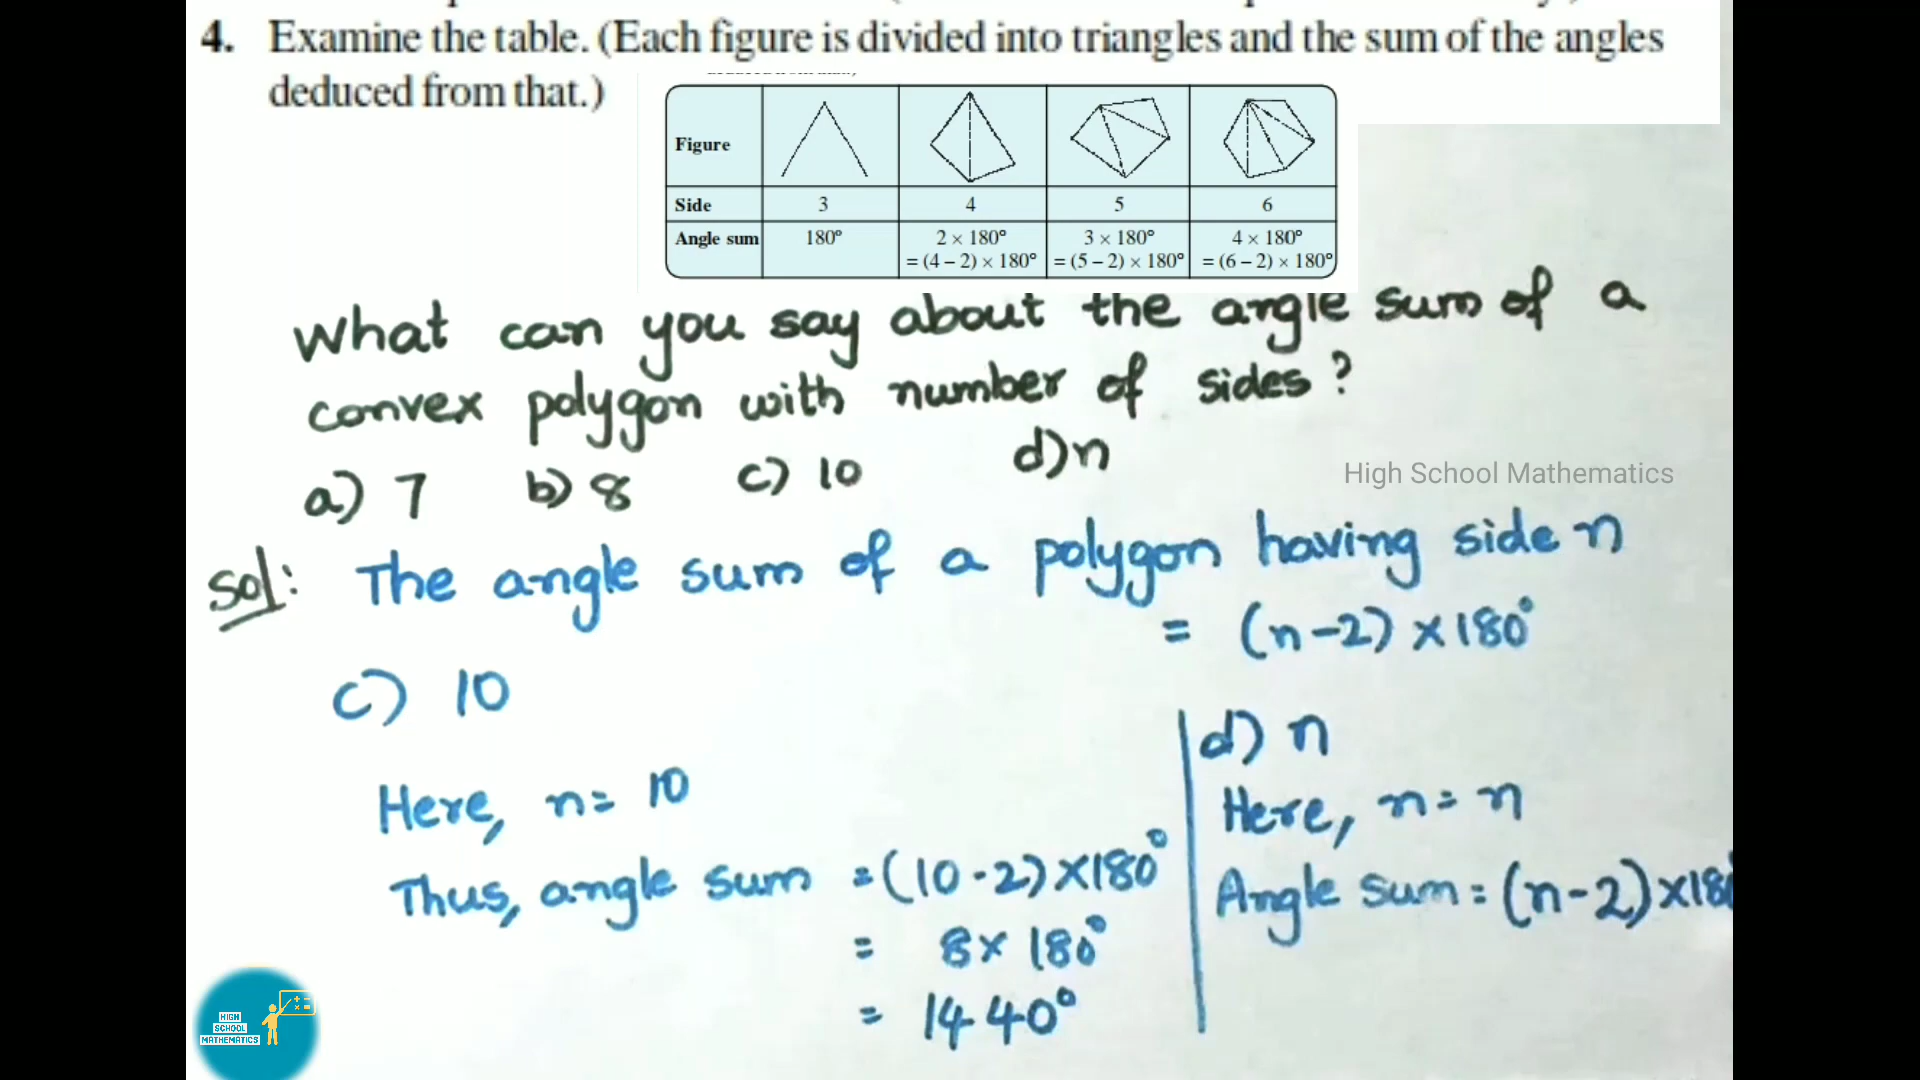 4. Examine the table. (Each figure is divided into triangles and the sum of the angles
deduced from that.)
Figure
Side 3 4 5 6
Angle sum 180° 2 × 180° 3 × 180° 4 × 180°
= (4 – 2) × 180° = (5 – 2) × 180° = (6 – 2) × 180°
What can you say about the angle sum of a
convex polygon with number of sides?
a) 7 b) 8 c) 10 d) n
High School Mathematics
Sol: The angle sum of a polygon having side n
= (n-2) × 180°
c) 10
Here, n = 10
Thus, angle sum = (10-2) × 180°
= 8 × 180°
= 1440°
d) n
Here, n = n
Angle sum = (n-2) × 180
HIGH
SCHOOL
MATHEMATICS